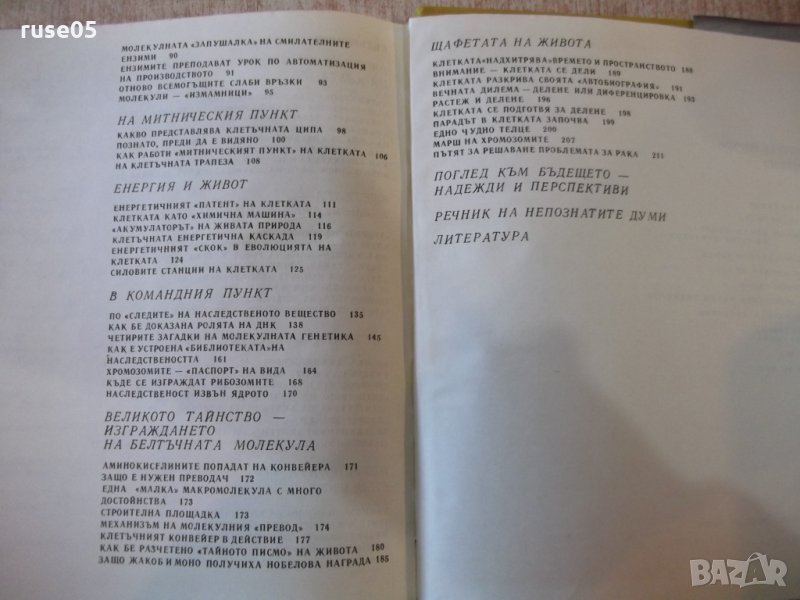 ruse05
МОЛЕКУЛНАТА «ЗАПУШАЛКА» НА СМИЛАТЕЛНИТЕ
ЕНЗИМИ 90
ЕНЗИМИТЕ ПРЕПОДАВАТ УРОК ПО АВТОМАТИЗАЦИЯ
НА ПРОИЗВОДСТВОТО 91
ОТНОВО ВСЕМОГЪЩИТЕ СЛАБИ ВРЪЗКИ 93
МОЛЕКУЛИ — «ИЗМАМНИЦИ» 95
НА МИТНИЧЕСКИЯ ПУНКТ
КАКВО ПРЕДСТАВЛЯВА КЛЕТЪЧНАТА ЦИПА 98
ПОЗНАТО, ПРЕДИ ДА Е ВИДЯНО 100
КАК РАБОТИ «МИТНИЧЕСКИЯТ ПУНКТ» НА КЛЕТКАТА 106
НА КЛЕТЪЧНАТА ТРАПЕЗА 108
ЕНЕРГИЯ И ЖИВОТ
ЕНЕРГЕТИЧНИЯТ «ПАТЕНТ» НА КЛЕТКАТА 111
КЛЕТКАТА КАТО «ХИМИЧНА МАШИНА» 114
«АКУМУЛАТОРЪТ» НА ЖИВАТА ПРИРОДА 116
КЛЕТЪЧНАТА ЕНЕРГЕТИЧНА КАСКАДА 119
ЕНЕРГЕТИЧНИЯТ «СКОК» В ЕВОЛЮЦИЯТА НА
КЛЕТКАТА 124
СИЛОВИТЕ СТАНЦИИ НА КЛЕТКАТА 125
В КОМАНДНИЯ ПУНКТ
ПО «СЛЕДИТЕ» НА НАСЛЕДСТВЕНОТО ВЕЩЕСТВО 135
КАК БЕ ДОКАЗАНА РОЛЯТА НА ДНК 138
ЧЕТИРИТЕ ЗАГАДКИ НА МОЛЕКУЛНАТА ГЕНЕТИКА 145
КАК Е УСТРОЕНА «БИБЛИОТЕКАТА» НА
НАСЛЕДСТВЕНОСТТА 161
ХРОМОЗОМИТЕ — «ПАСПОРТ» НА ВИДА 164
КЪДЕ СЕ ИЗГРАЖДАТ РИБОЗОМИТЕ 168
НАСЛЕДСТВЕНОСТ ИЗВЪН ЯДРОТО 170
ВЕЛИКОТО ТАЙНСТВО —
ИЗГРАЖДАНЕТО
НА БЕЛТЪЧНАТА МОЛЕКУЛА
АМИНОКИСЕЛИНИТЕ ПОПАДАТ НА КОНВЕЙЕРА 171
ЗАЩО Е НУЖЕН ПРЕВОДАЧ 172
ЕДНА «МАЛКА» МАКРОМОЛЕКУЛА С МНОГО
ДОСТОЙНСТВА 173
СТРОИТЕЛНА ПЛОЩАДКА 173
МЕХАНИЗЪМ НА МОЛЕКУЛНИЯ «ПРЕВОД» 174
КЛЕТЪЧНИЯТ КОНВЕЙЕР В ДЕЙСТВИЕ 177
КАК БЕ РАЗЧЕТЕНО «ТАЙНОТО ПИСМО» НА ЖИВОТА 180
ЗАЩО ЖАКОБ И МОНО ПОЛУЧИХА НОБЕЛОВА НАГРАДА 185
ЩАФЕТАТА НА ЖИВОТА
КЛЕТКАТА «НАДХИТРЯВА» ВРЕМЕТО И ПРОСТРАНСТВОТО 188
ВНИМАНИЕ — КЛЕТКАТА СЕ ДЕЛИ 189
КЛЕТКАТА РАЗКРИВА СВОЯТА «АВТОБИОГРАФИЯ» 191
ВЕЧНАТА ДИЛЕМА — ДЕЛЕНЕ ИЛИ ДИФЕРЕНЦИРОВКА 193
РАСТЕЖ И ДЕЛЕНЕ 196
КЛЕТКАТА СЕ ПОДГОТВЯ ЗА ДЕЛЕНЕ 198
ПАРАДЪТ В КЛЕТКАТА ЗАПОЧВА 199
ЕДНО ЧУДНО ТЕЛЦЕ 200
МАРШ НА ХРОМОЗОМИТЕ 207
ПЪТЯТ ЗА РЕШАВАНЕ ПРОБЛЕМАТА ЗА РАКА 211
ПОГЛЕД КЪМ БЪДЕЩЕТО —
НАДЕЖДИ И ПЕРСПЕКТИВИ
РЕЧНИК НА НЕПОЗНАТИТЕ ДУМИ
ЛИТЕРАТУРА
BAZAR